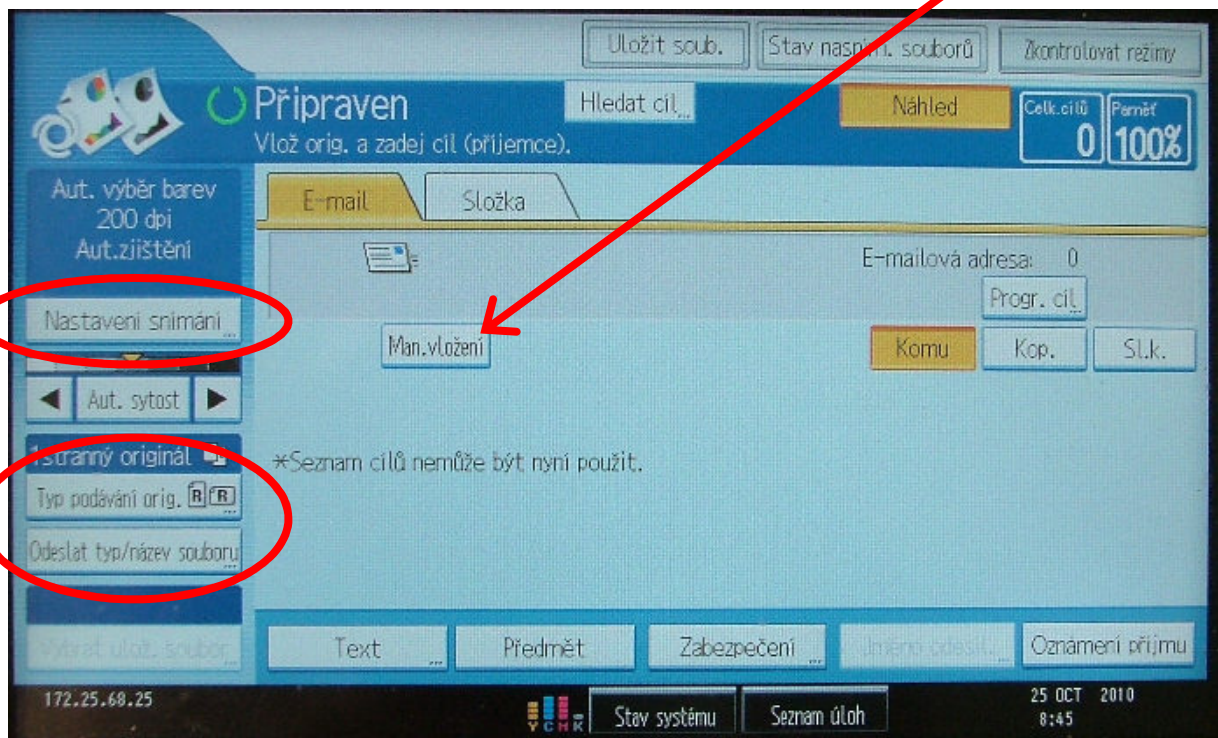 Uložit soub.
Stav naspím. souborů
Zkontrolovat režimy
Připraven
Hledat cíl
Náhled
Celk.cílů
0
Paměť
100%
Vlož orig. a zadej cíl (příjemce).
Aut. výběr barev
200 dpi
Aut.zjištění
E-mail
Složka
E-mailová adresa: 0
Progr. cíl
Nastavení snímání
Man.vložení
Komu
Kop.
Sl.k.
Aut. sytost
1stranný originál
*Seznam cílů nemůže být nyní použit.
Typ podávání orig. R R
Odeslat typ/název souboru
Vybrat ulož. soubor
Text
Předmět
Zabezpečení
Jméno odesíl.
Oznámení příjmu
172.25.68.25
Y C M K
Stav systému
Seznam úloh
25 OCT 2010
8:45